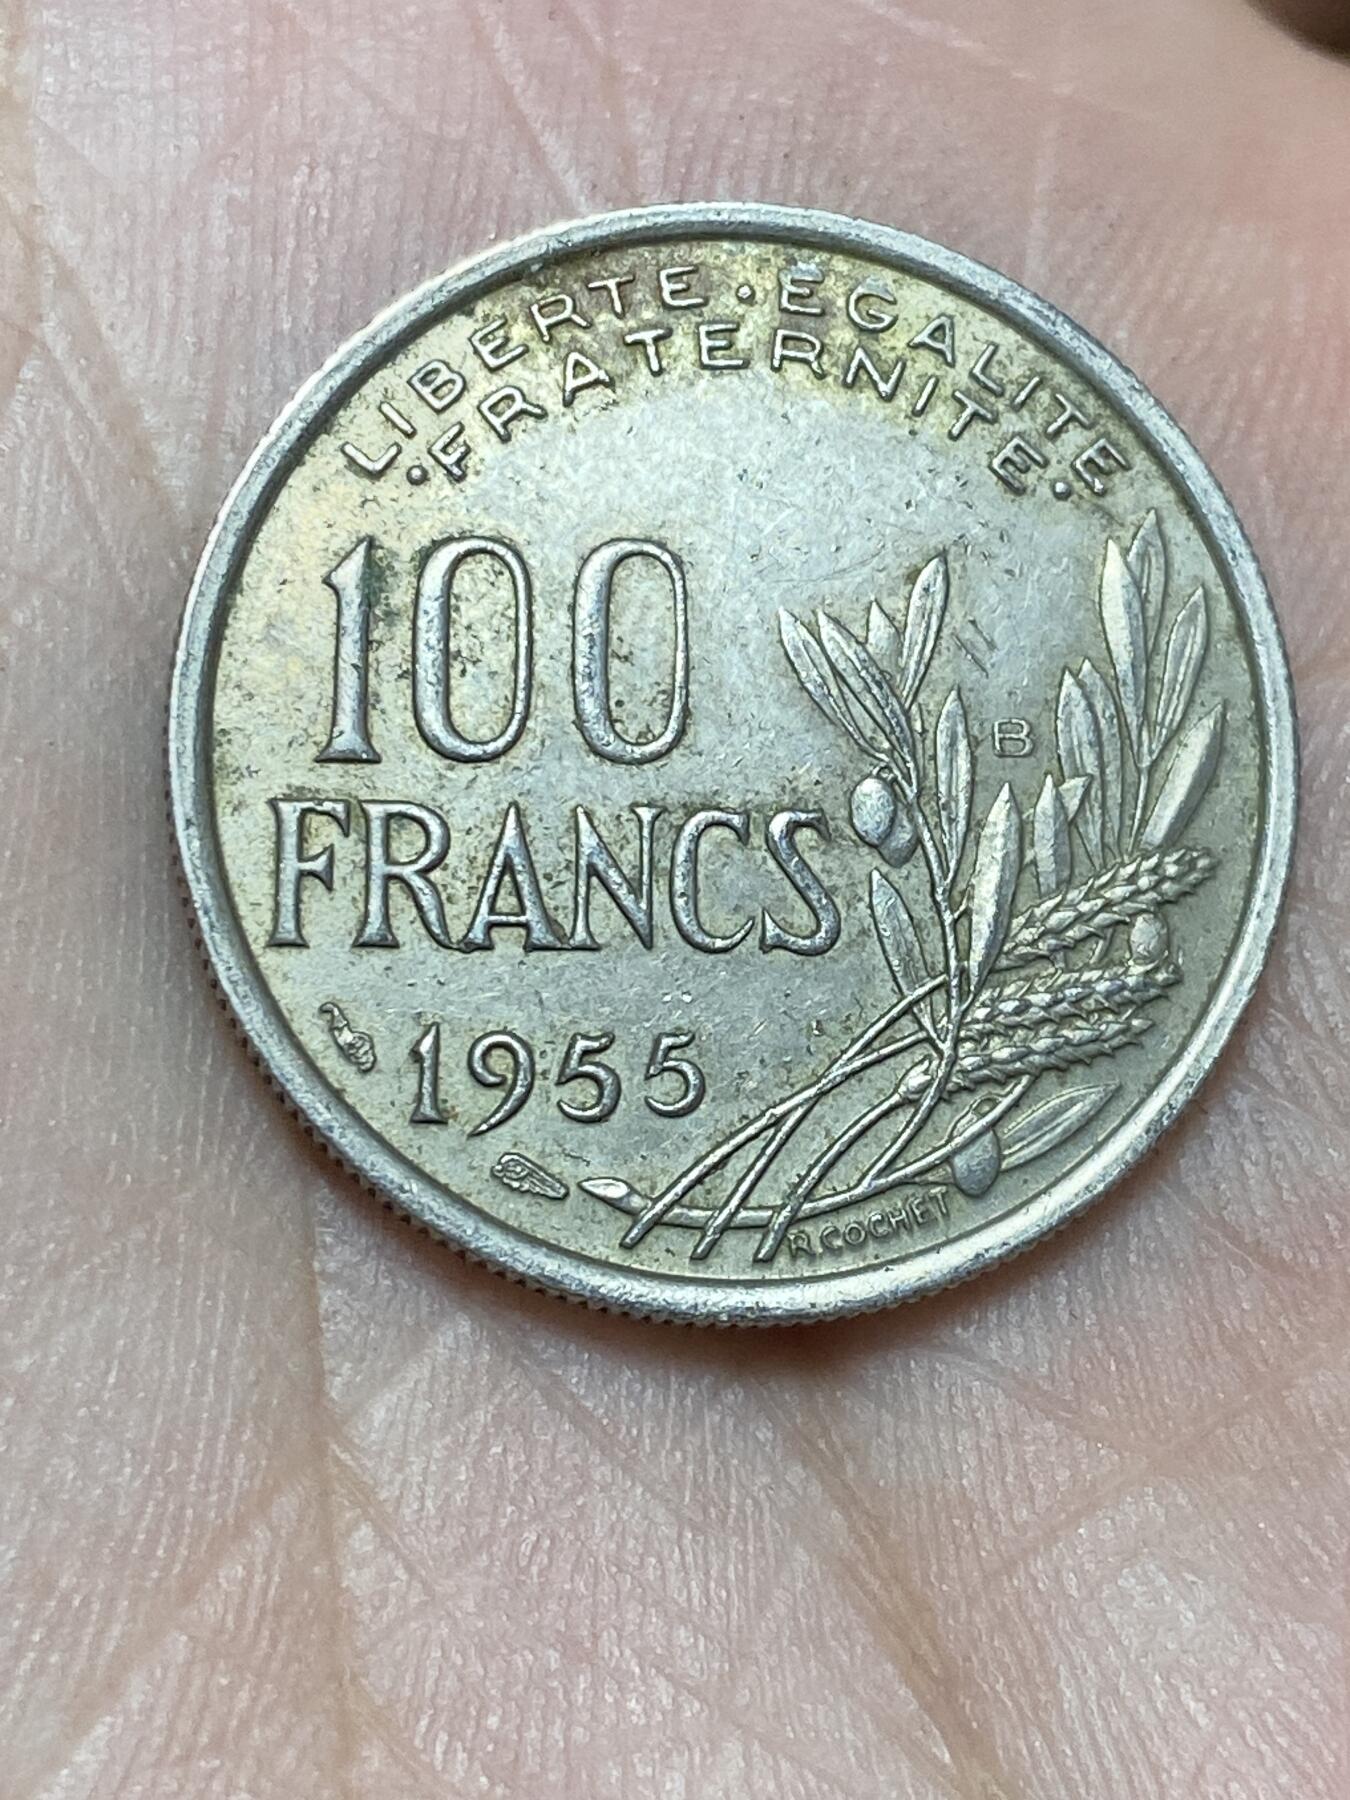 LIBERTE · EGALITE
· FRATERNITE ·
100
FRANCS
B
1955
R. COCHET